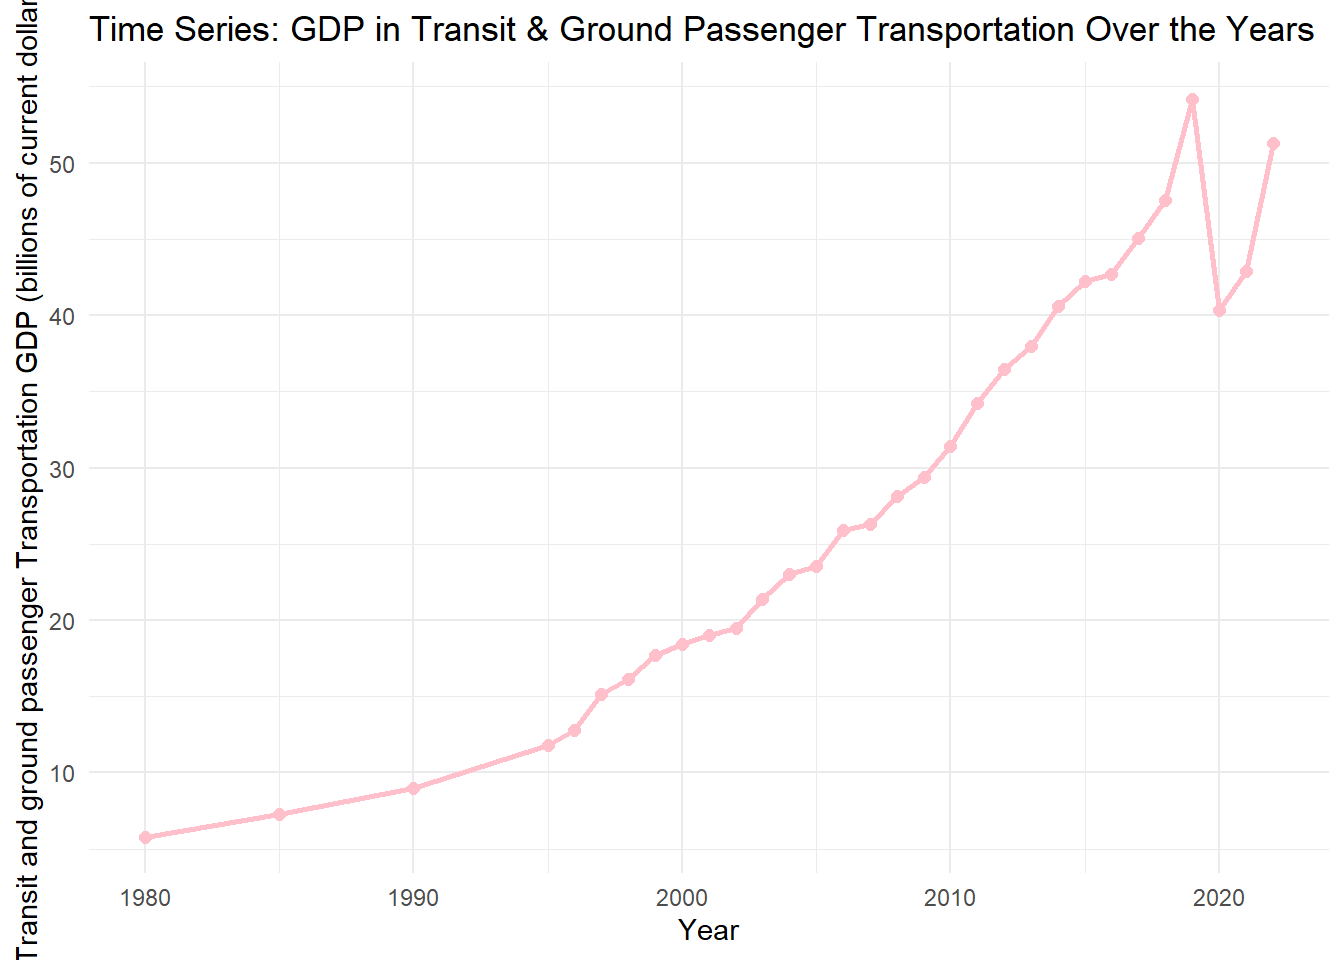 Time Series: GDP in Transit & Ground Passenger Transportation Over the Years
Transit and ground passenger Transportation GDP (billions of current dollar
50
40
30
20
10
1980 1990 2000 2010 2020
Year